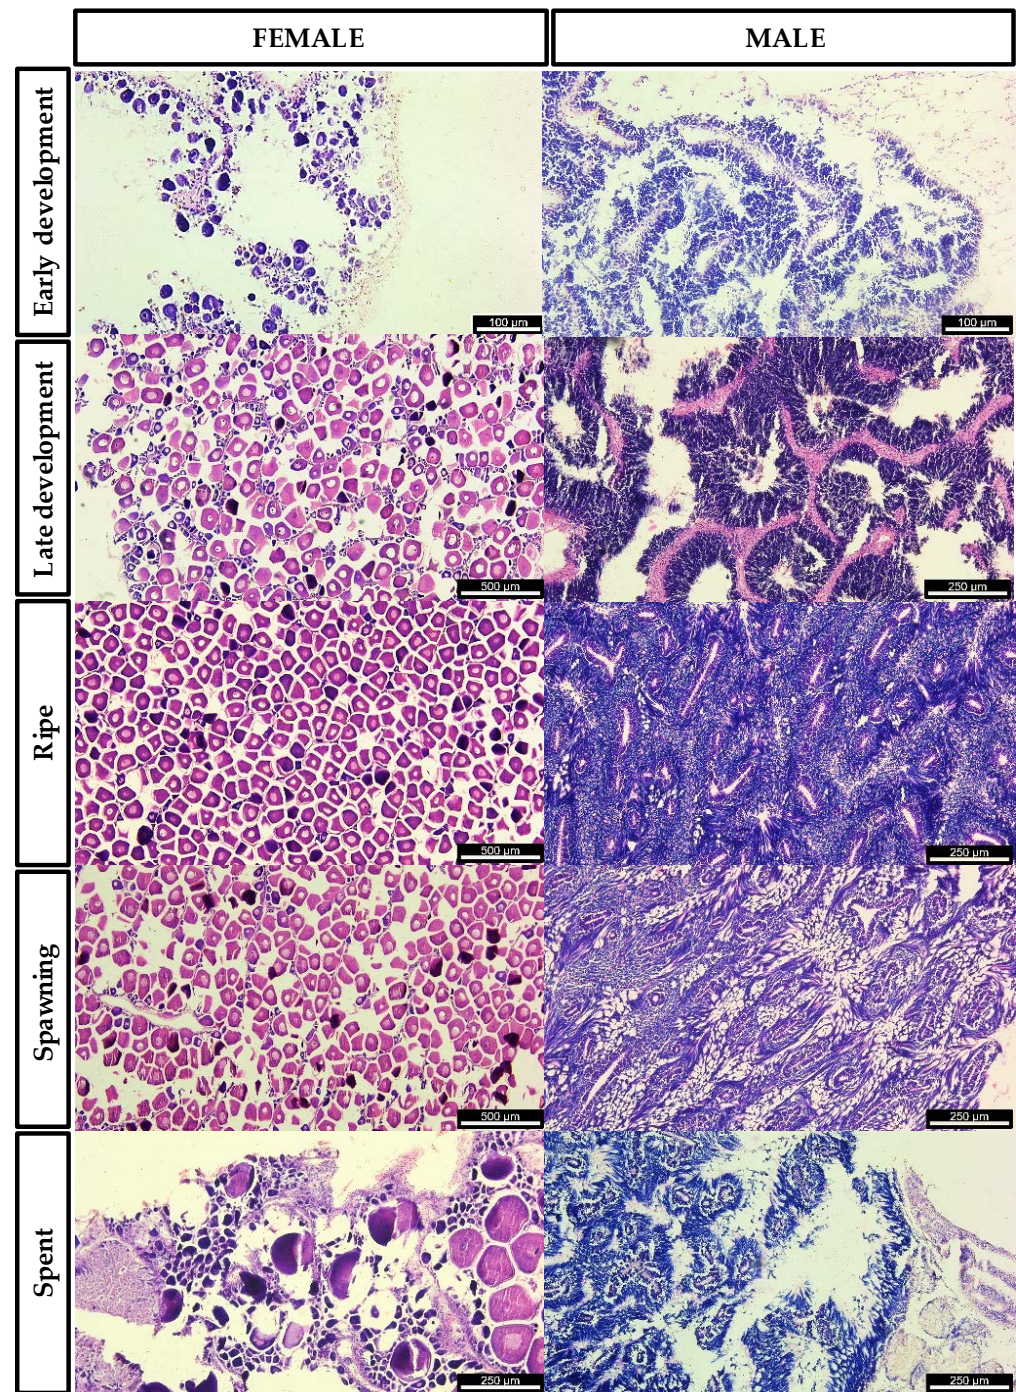 FEMALE
MALE
Early development
100 µm
100 µm
Late development
500 µm
250 µm
Ripe
500 µm
250 µm
Spawning
500 µm
250 µm
Spent
250 µm
250 µm